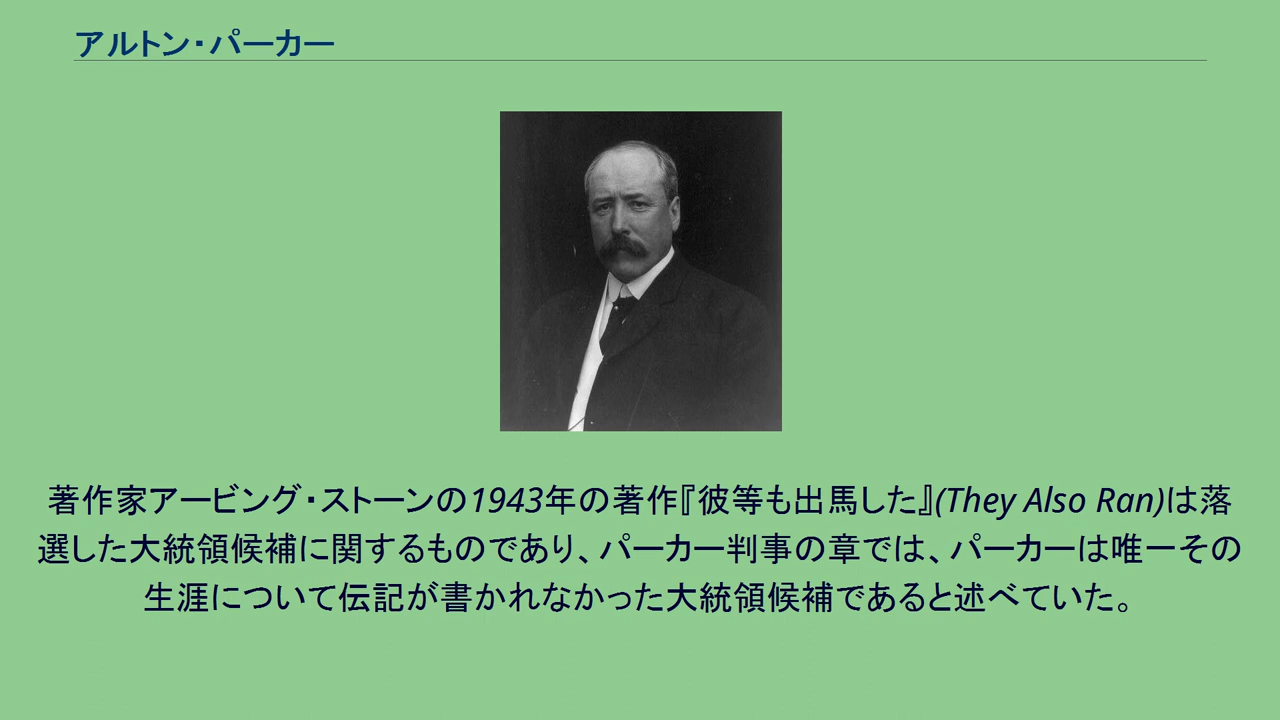 アルトン・パーカー
著作家アービング・ストーンの1943年の著作『彼等も出馬した』(They Also Ran)は落
選した大統領候補に関するものであり、パーカー判事の章では、パーカーは唯一その
生涯について伝記が書かれなかった大統領候補であると述べていた。